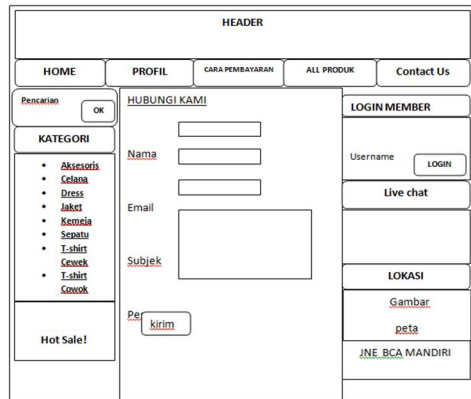 HEADER
HOME PROFIL CARA PEMBAYARAN ALL PRODUK Contact Us
Pencarian
OK
KATEGORI
• Aksesoris
• Celana
• Dress
• Jaket
• Kemeja
• Sepatu
• T-shirt
Cewek
• T-shirt
Cowok
Hot Sale!
HUBUNGI KAMI
Nama
Email
Subjek
Pe
kirim
LOGIN MEMBER
Username
LOGIN
Live chat
LOKASI
Gambar
peta
JNE BCA MANDIRI